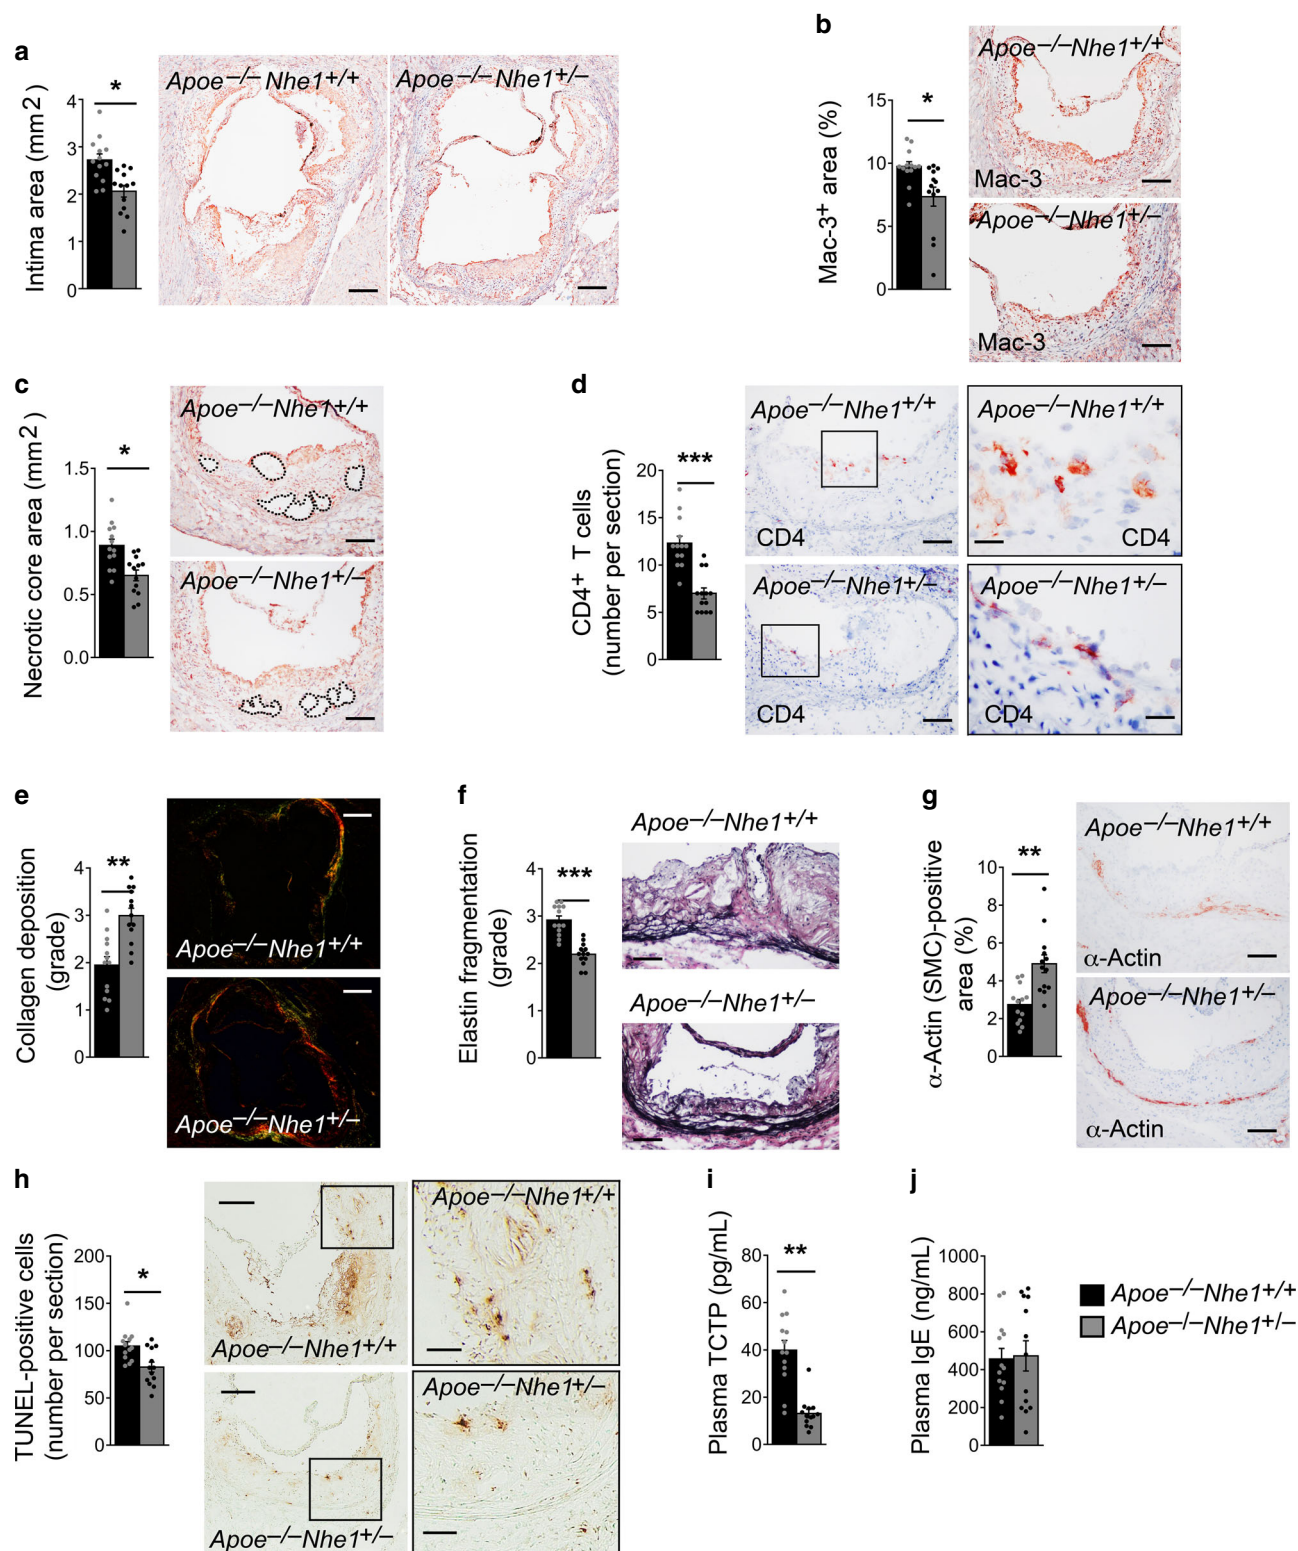 a
Intima area (mm2)
4
3
2
1
0
*
Apoe–/–Nhe1+/+
Apoe–/–Nhe1+/–
b
Mac-3+ area (%)
15
10
5
0
*
Apoe–/–Nhe1+/+
Mac-3
Apoe–/–Nhe1+/–
Mac-3
c
Necrotic core area (mm2)
1.5
1.0
0.5
0.0
*
Apoe–/–Nhe1+/+
Apoe–/–Nhe1+/–
d
CD4+ T cells
(number per section)
20
15
10
5
0
***
Apoe–/–Nhe1+/+
CD4
Apoe–/–Nhe1+/+
CD4
Apoe–/–Nhe1+/–
CD4
Apoe–/–Nhe1+/–
CD4
e
Collagen deposition
(grade)
4
3
2
1
0
**
Apoe–/–Nhe1+/+
Apoe–/–Nhe1+/–
f
Elastin fragmentation
(grade)
4
3
2
1
0
***
Apoe–/–Nhe1+/+
Apoe–/–Nhe1+/–
g
α-Actin (SMC)-positive
area (%)
10
8
6
4
2
0
**
Apoe–/–Nhe1+/+
α-Actin
Apoe–/–Nhe1+/–
α-Actin
h
TUNEL-positive cells
(number per section)
200
150
100
50
0
*
Apoe–/–Nhe1+/+
Apoe–/–Nhe1+/+
Apoe–/–Nhe1+/–
Apoe–/–Nhe1+/–
i
Plasma TCTP (pg/mL)
80
60
40
20
0
**
j
Plasma IgE (ng/mL)
1000
800
600
400
200
0
Apoe–/–Nhe1+/+
Apoe–/–Nhe1+/–